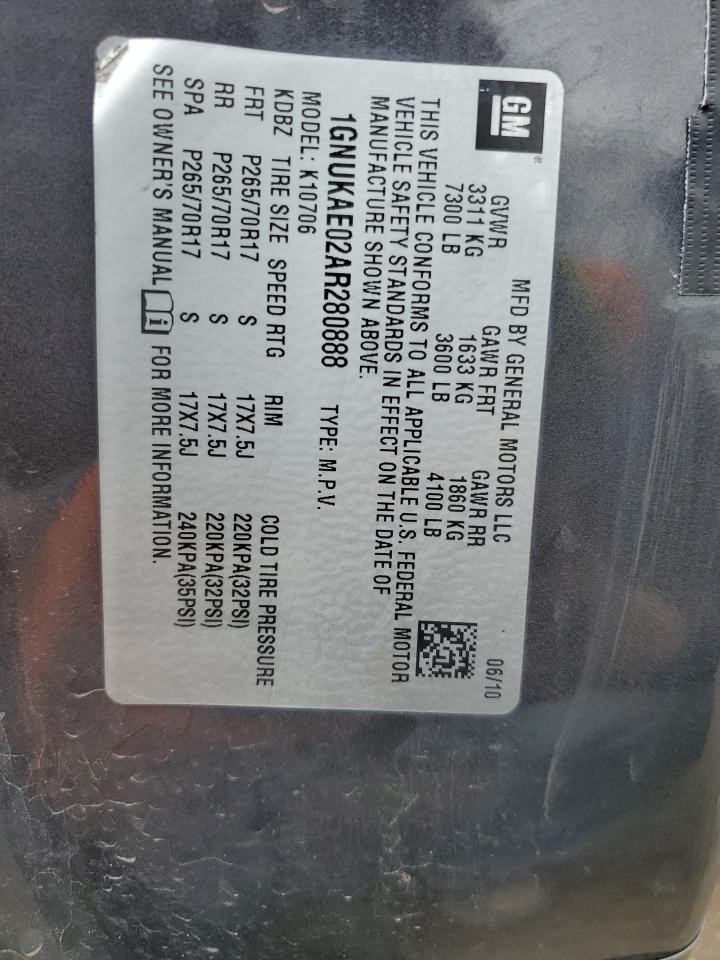 GM®
MFD BY GENERAL MOTORS LLC 06/10
GVWR GAWR FRT GAWR RR
3311 KG 1633 KG 1860 KG
7300 LB 3600 LB 4100 LB
THIS VEHICLE CONFORMS TO ALL APPLICABLE U.S. FEDERAL MOTOR
VEHICLE SAFETY STANDARDS IN EFFECT ON THE DATE OF
MANUFACTURE SHOWN ABOVE.
1GNUKAE02AR280888 TYPE: M.P.V.
MODEL: K10706
KDBZ TIRE SIZE SPEED RTG RIM COLD TIRE PRESSURE
FRT P265/70R17 S 17X7.5J 220KPA(32PSI)
RR P265/70R17 S 17X7.5J 220KPA(32PSI)
SPA P265/70R17 S 17X7.5J 240KPA(35PSI)
SEE OWNER'S MANUAL i FOR MORE INFORMATION.